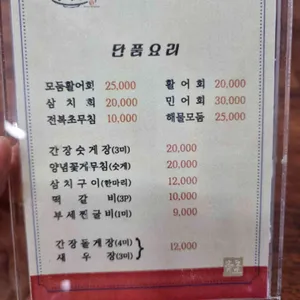 단품요리
모둠활어회 25,000 활어회 20,000
삼치회 20,000 민어회 30,000
전복초무침 10,000 해물모듬 25,000
간장숫게장(3미) 20,000
양념꽃게무침(숫게) 20,000
삼치구이(한마리) 12,000
떡갈비(3P) 10,000
부세찐굴비(1미) 9,000
간장돌게장(4미)
새우장(3미) 12,000